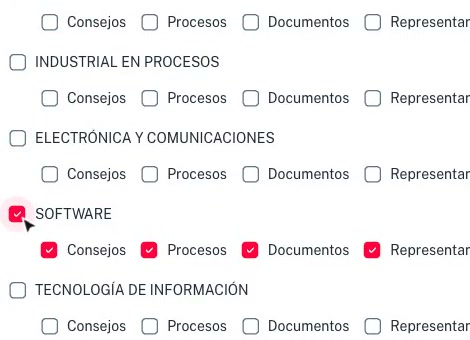 Consejos Procesos Documentos Representar
INDUSTRIAL EN PROCESOS
Consejos Procesos Documentos Representar
ELECTRÓNICA Y COMUNICACIONES
Consejos Procesos Documentos Representar
SOFTWARE
Consejos Procesos Documentos Representar
TECNOLOGÍA DE INFORMACIÓN
Consejos Procesos Documentos Representar